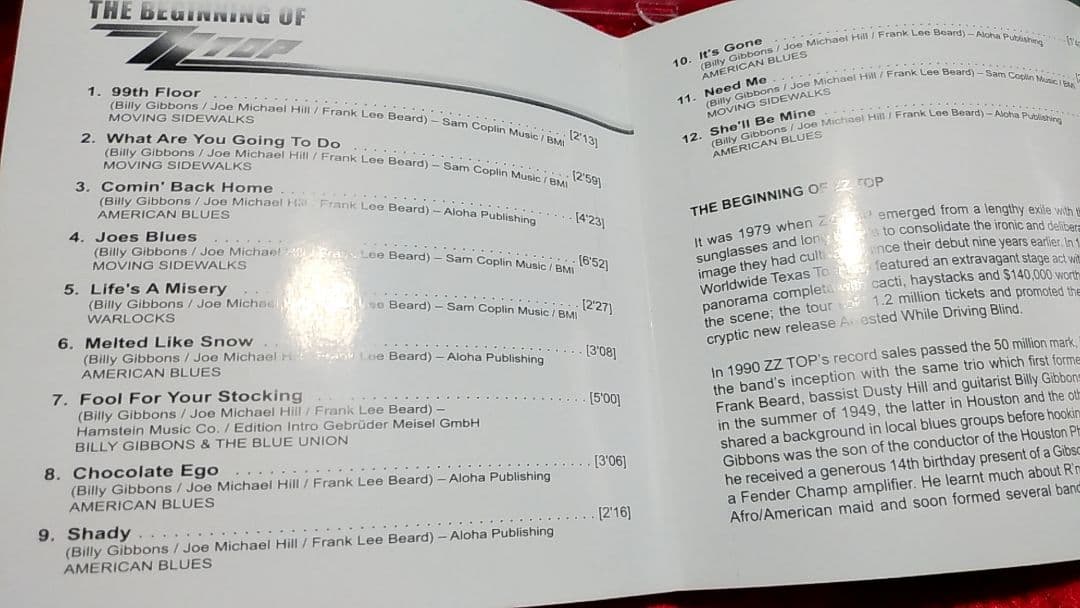 THE BEGINNING OF
ZZ TOP
1. 99th Floor
(Billy Gibbons / Joe Michael Hill / Frank Lee Beard) – Sam Coplin Music / BMI [2'13]
MOVING SIDEWALKS
2. What Are You Going To Do
(Billy Gibbons / Joe Michael Hill / Frank Lee Beard) – Sam Coplin Music / BMI [2'59]
MOVING SIDEWALKS
3. Comin' Back Home
(Billy Gibbons / Joe Michael Hill / Frank Lee Beard) – Aloha Publishing [4'23]
AMERICAN BLUES
4. Joes Blues
(Billy Gibbons / Joe Michael Lee Beard) – Sam Coplin Music / BMI [6'52]
MOVING SIDEWALKS
5. Life's A Misery
(Billy Gibbons / Joe Beard) – Sam Coplin Music / BMI [2'27]
WARLOCKS
6. Melted Like Snow [3'08]
(Billy Gibbons / Joe Michael Lee Beard) – Aloha Publishing
AMERICAN BLUES
7. Fool For Your Stocking [5'00]
(Billy Gibbons / Joe Michael Hill / Frank Lee Beard) –
Hamstein Music Co. / Edition Intro Gebrüder Meisel GmbH
BILLY GIBBONS & THE BLUE UNION
8. Chocolate Ego [3'06]
(Billy Gibbons / Joe Michael Hill / Frank Lee Beard) – Aloha Publishing
AMERICAN BLUES
9. Shady [2'16]
(Billy Gibbons / Joe Michael Hill / Frank Lee Beard) – Aloha Publishing
AMERICAN BLUES
10. It's Gone
(Billy Gibbons / Joe Michael Hill / Frank Lee Beard) – Aloha Publishing
AMERICAN BLUES
11. Need Me
(Billy Gibbons / Joe Michael Hill / Frank Lee Beard) – Sam Coplin Music / BMI
MOVING SIDEWALKS
12. She'll Be Mine
(Billy Gibbons / Joe Michael Hill / Frank Lee Beard) – Aloha Publishing
AMERICAN BLUES
THE BEGINNING OF ZZ TOP
It was 1979 when emerged from a lengthy exile with
sunglasses and to consolidate the ironic and
image they had their debut nine years earlier. In
Worldwide Texas featured an extravagant stage act
panorama cacti, haystacks and $140,000
the scene; the tour 1.2 million tickets and promoted
cryptic new release Arrested While Driving Blind.
In 1990 ZZ TOP's record sales passed the 50 million mark,
the band's inception with the same trio which first
Frank Beard, bassist Dusty Hill and guitarist Billy
in the summer of 1949, the latter in Houston and the
shared a background in local blues groups before
Gibbons was the son of the conductor of the Houston
he received a generous 14th birthday present of a
a Fender Champ amplifier. He learnt much about
Afro/American maid and soon formed several